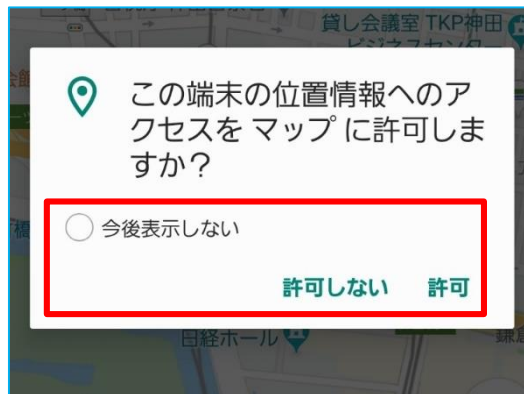 貸し会議室 TKP神田
ビジネスセンター
この端末の位置情報へのア
クセスを マップ に許可しま
すか？
今後表示しない
許可しない 許可
日経ホール